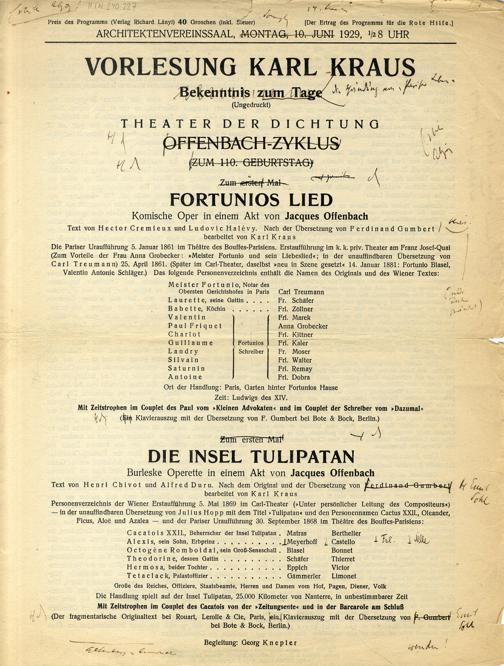 Preis des Programms (Verlag Richard Lányi) 40 Groschen (inkl. Steuer) [Der Ertrag des Programms für die Rote Hilfe.]
ARCHITEKTENVEREINSSAAL, MONTAG, 10. JUNI 1929, ½8 UHR
VORLESUNG KARL KRAUS
Bekenntnis zum Tage
(Ungedruckt)
THEATER DER DICHTUNG
OFFENBACH-ZYKLUS
(ZUM 110. GEBURTSTAG)
Zum ersten Mal
FORTUNIOS LIED
Komische Oper in einem Akt von Jacques Offenbach
Text von Hector Cremieux und Ludovic Halévy. Nach der Übersetzung von Ferdinand Gumbert
bearbeitet von Karl Kraus
Die Pariser Uraufführung 5. Januar 1861 im Théâtre des Bouffes-Parisiens. Erstaufführung im k. k. priv. Theater am Franz Josef-Quai
(Zum Vorteile der Frau Anna Grobecker: »Meister Fortunio und sein Liebeslied«; in der unauffindbaren Übersetzung von
Carl Treumann) 25. April 1861. (Später im Carl-Theater, daselbst »neu in Szene gesetzt« 14. Januar 1881: Fortunio Blasel,
Valentin Antonie Schläger.) Das folgende Personenverzeichnis enthält die Namen des Originals und des Wiener Textes:
Meister Fortunio, Notar des
Obersten Gerichtshofes in Paris Carl Treumann
Laurette, seine Gattin . . . . Frl. Schäfer
Babette, Köchin . . . . . . Frl. Zöllner
Valentin Frl. Marek
Paul Friquet Anna Grobecker
Charlot Frl. Kittner
Guillaume Fortunios Frl. Kaler
Landry Schreiber Fr. Moser
Silvain Frl. Walter
Saturnin Frl. Remay
Antoine Frl. Dobra
Ort der Handlung: Paris, Garten hinter Fortunios Hause
Zeit: Ludwigs des XIV.
Mit Zeitstrophen im Couplet des Paul vom »Kleinen Advokaten« und im Couplet der Schreiber vom »Dazumal«
(Ein Klavierauszug mit der Übersetzung von F. Gumbert bei Bote & Bock, Berlin.)
Zum ersten Mal
DIE INSEL TULIPATAN
Burleske Operette in einem Akt von Jacques Offenbach
Text von Henri Chivot und Alfred Duru. Nach dem Original und der Übersetzung von Ferdinand Gumbert
bearbeitet von Karl Kraus
Personenverzeichnis der Wiener Erstaufführung 5. Mai 1869 im Carl-Theater (»Unter persönlicher Leitung des Compositeurs«)
— in der unauffindbaren Übersetzung von Julius Hopp mit dem Titel »Tulipatan« und den Personennamen Cactus XXII., Oleander,
Ficus, Aloë und Azalea — und der Pariser Uraufführung 30. September 1868 im Théâtre des Bouffes-Parisiens:
Cacatois XXII., Beherrscher der Insel Tulipatan . Matras Berthelier
Alexis, sein Sohn, Erbprinz . . . . . . . . Meyerhoff Castello
Octogène Romboidal, sein Groß-Seneschall . Blasel Bonnet
Théodorine, dessen Gattin . . . . . . . . Schäfer Thierret
Hermosa, beider Tochter . . . . . . . . . Eppich Victor
Tetaclack, Palastoffizier . . . . . . . . . Gämmerler Limonet
Große des Reiches, Offiziere, Staatsbeamte, Herren und Damen vom Hof, Pagen, Diener, Volk
Die Handlung spielt auf der Insel Tulipatan, 25.000 Kilometer von Nanterre, in unbestimmbarer Zeit
Mit Zeitstrophen im Couplet des Cacatois von der »Zeitungsente« und in der Barcarole am Schluß
(Der fragmentarische Originaltext bei Rouart, Lerolle & Cie, Paris, ein Klavierauszug mit der Übersetzung von F. Gumbert
bei Bote & Bock, Berlin.)
Begleitung: Georg Knepler